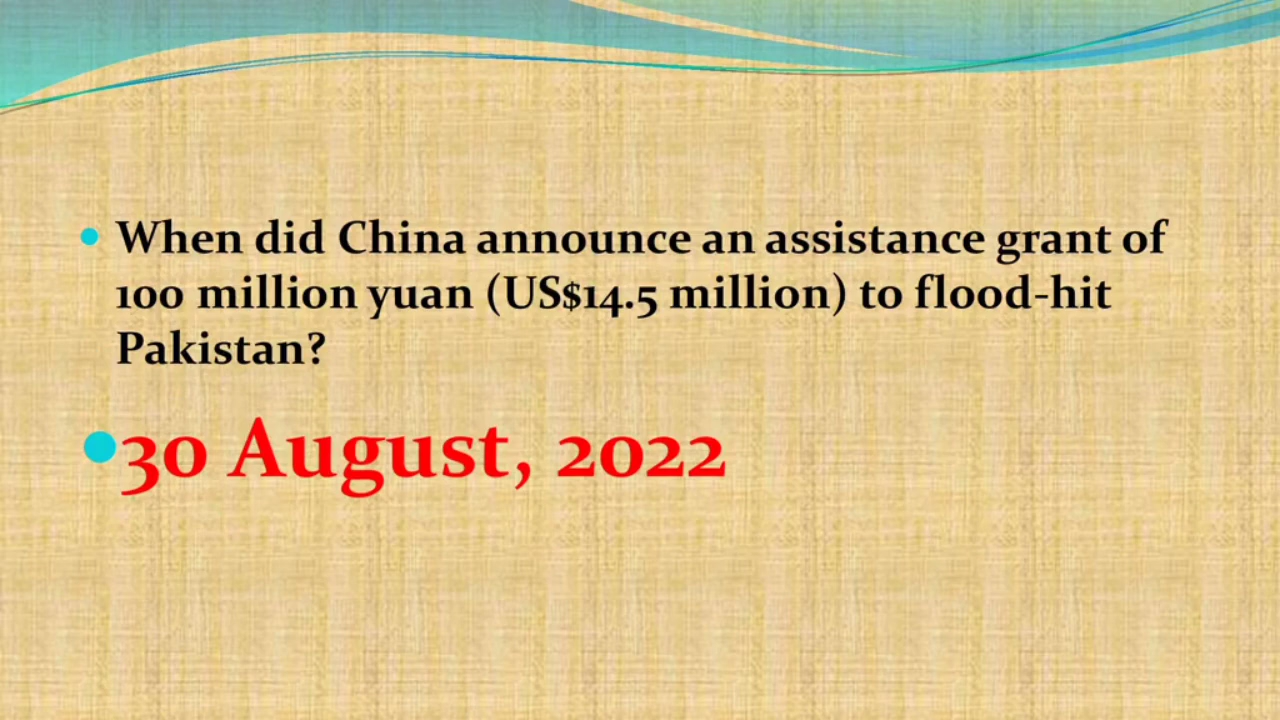 When did China announce an assistance grant of
100 million yuan (US$14.5 million) to flood-hit
Pakistan?
30 August, 2022